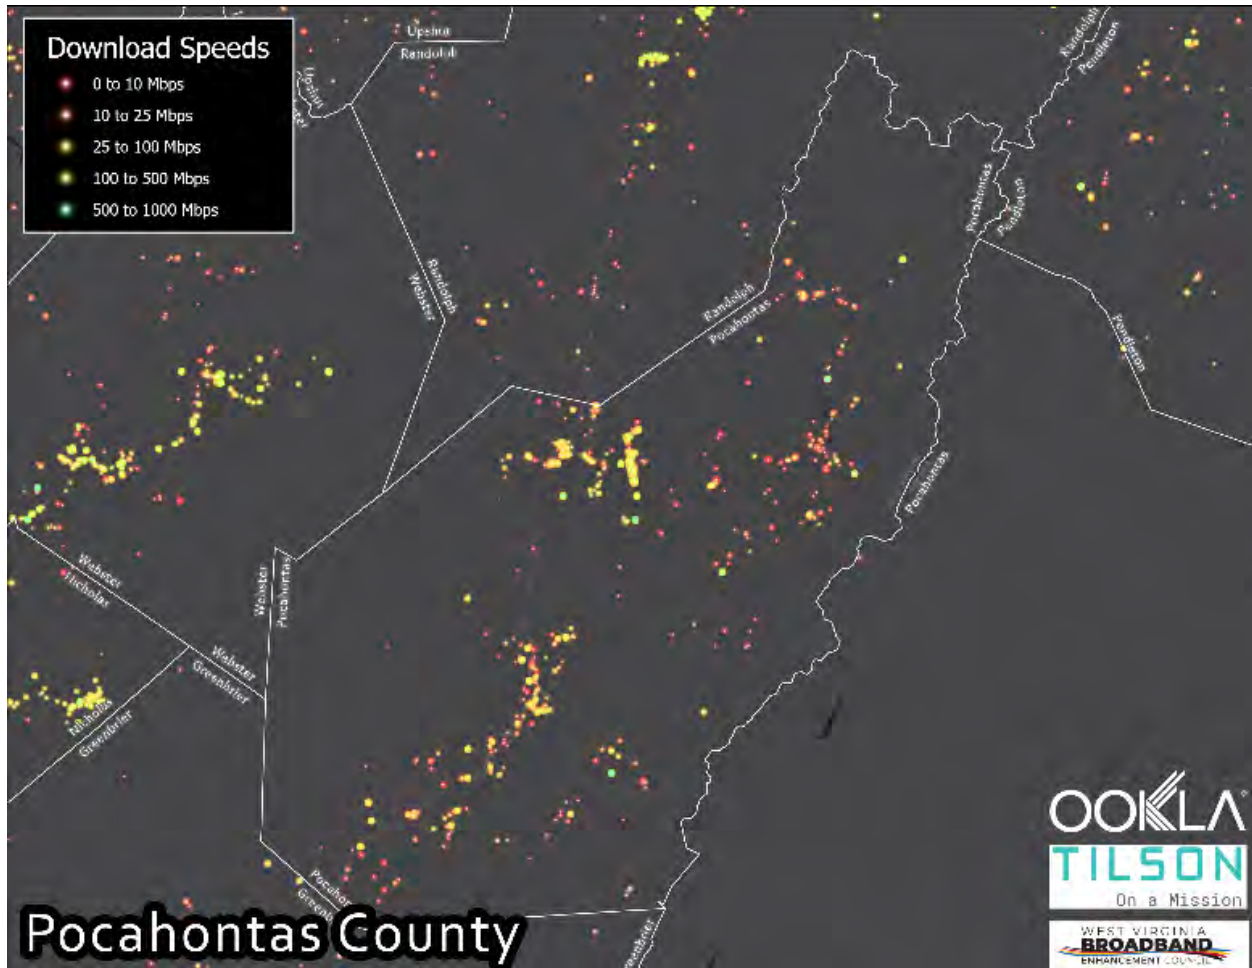 Download Speeds
0 to 10 Mbps
10 to 25 Mbps
25 to 100 Mbps
100 to 500 Mbps
500 to 1000 Mbps
Upshur
Randolph
Upshur
Randolph
Pendleton
Pocahontas
Pendleton
Randolph
Webster
Randolph
Pocahontas
Pendleton
Pocahontas
Webster
Nicholas
Webster
Pocahontas
Webster
Greenbrier
Nicholas
Greenbrier
OOKLA
TILSON
On a Mission
Pocahontas County
WEST VIRGINIA
BROADBAND
ENHANCEMENT COUNCIL